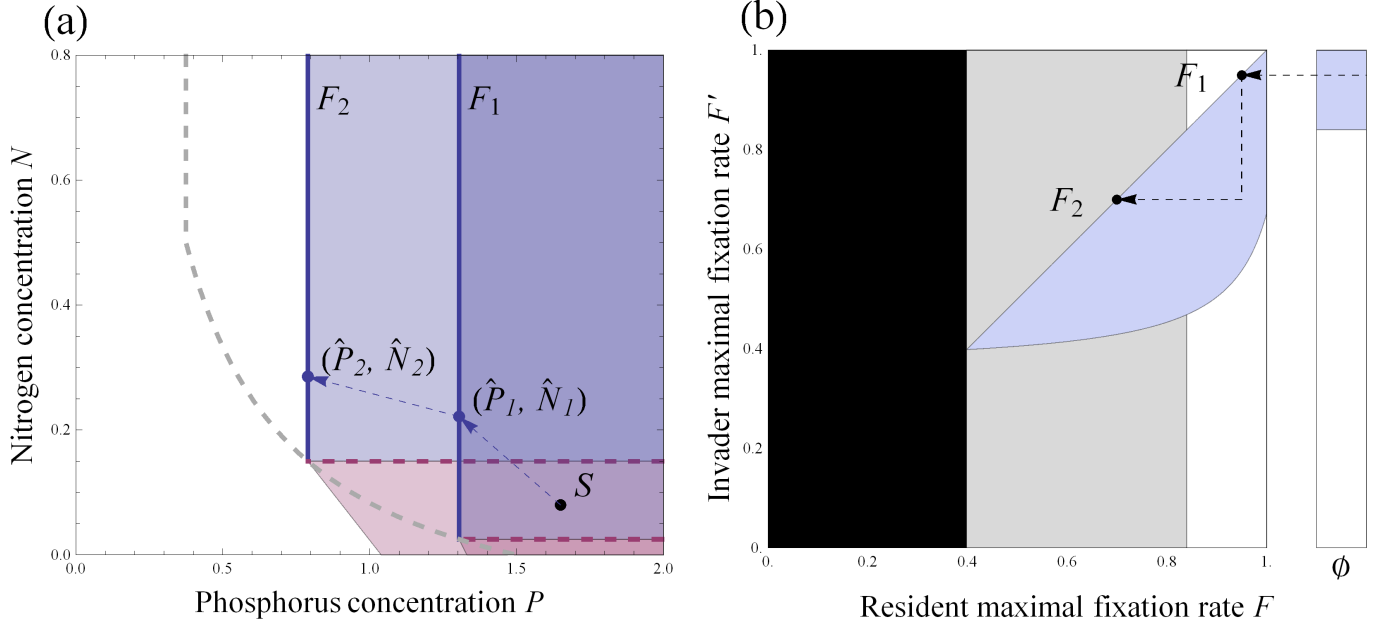 (a)
0.8
0.6
0.4
0.2
0.0
0.0
0.5
1.0
1.5
2.0
Nitrogen concentration N
Phosphorus concentration P
F₂
F₁
(P̂₂, N̂₂)
(P̂₁, N̂₁)
S
(b)
1.
0.8
0.6
0.4
0.2
0.
0.
0.2
0.4
0.6
0.8
1.
Invader maximal fixation rate F′
Resident maximal fixation rate F
F₁
F₂
ϕ